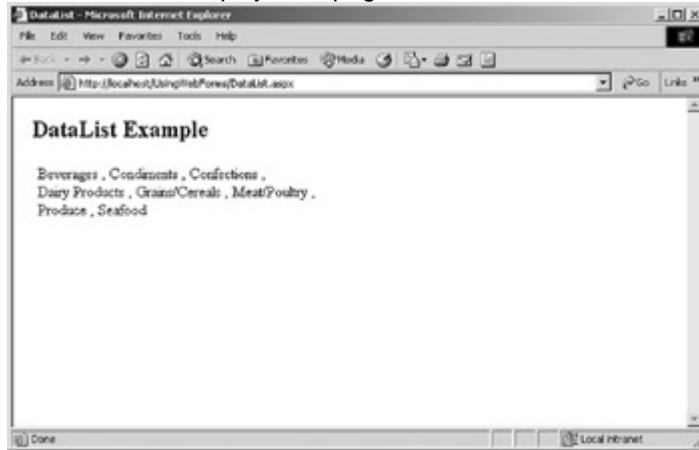 DataList - Microsoft Internet Explorer
File Edit View Favorites Tools Help
Back Search Favorites Media
Address http://localhost/UsingWebForms/DataList.aspx Go Links »
DataList Example
Beverages , Condiments , Confections ,
Dairy Products , Grains/Cereals , Meat/Poultry ,
Produce , Seafood
Done Local intranet